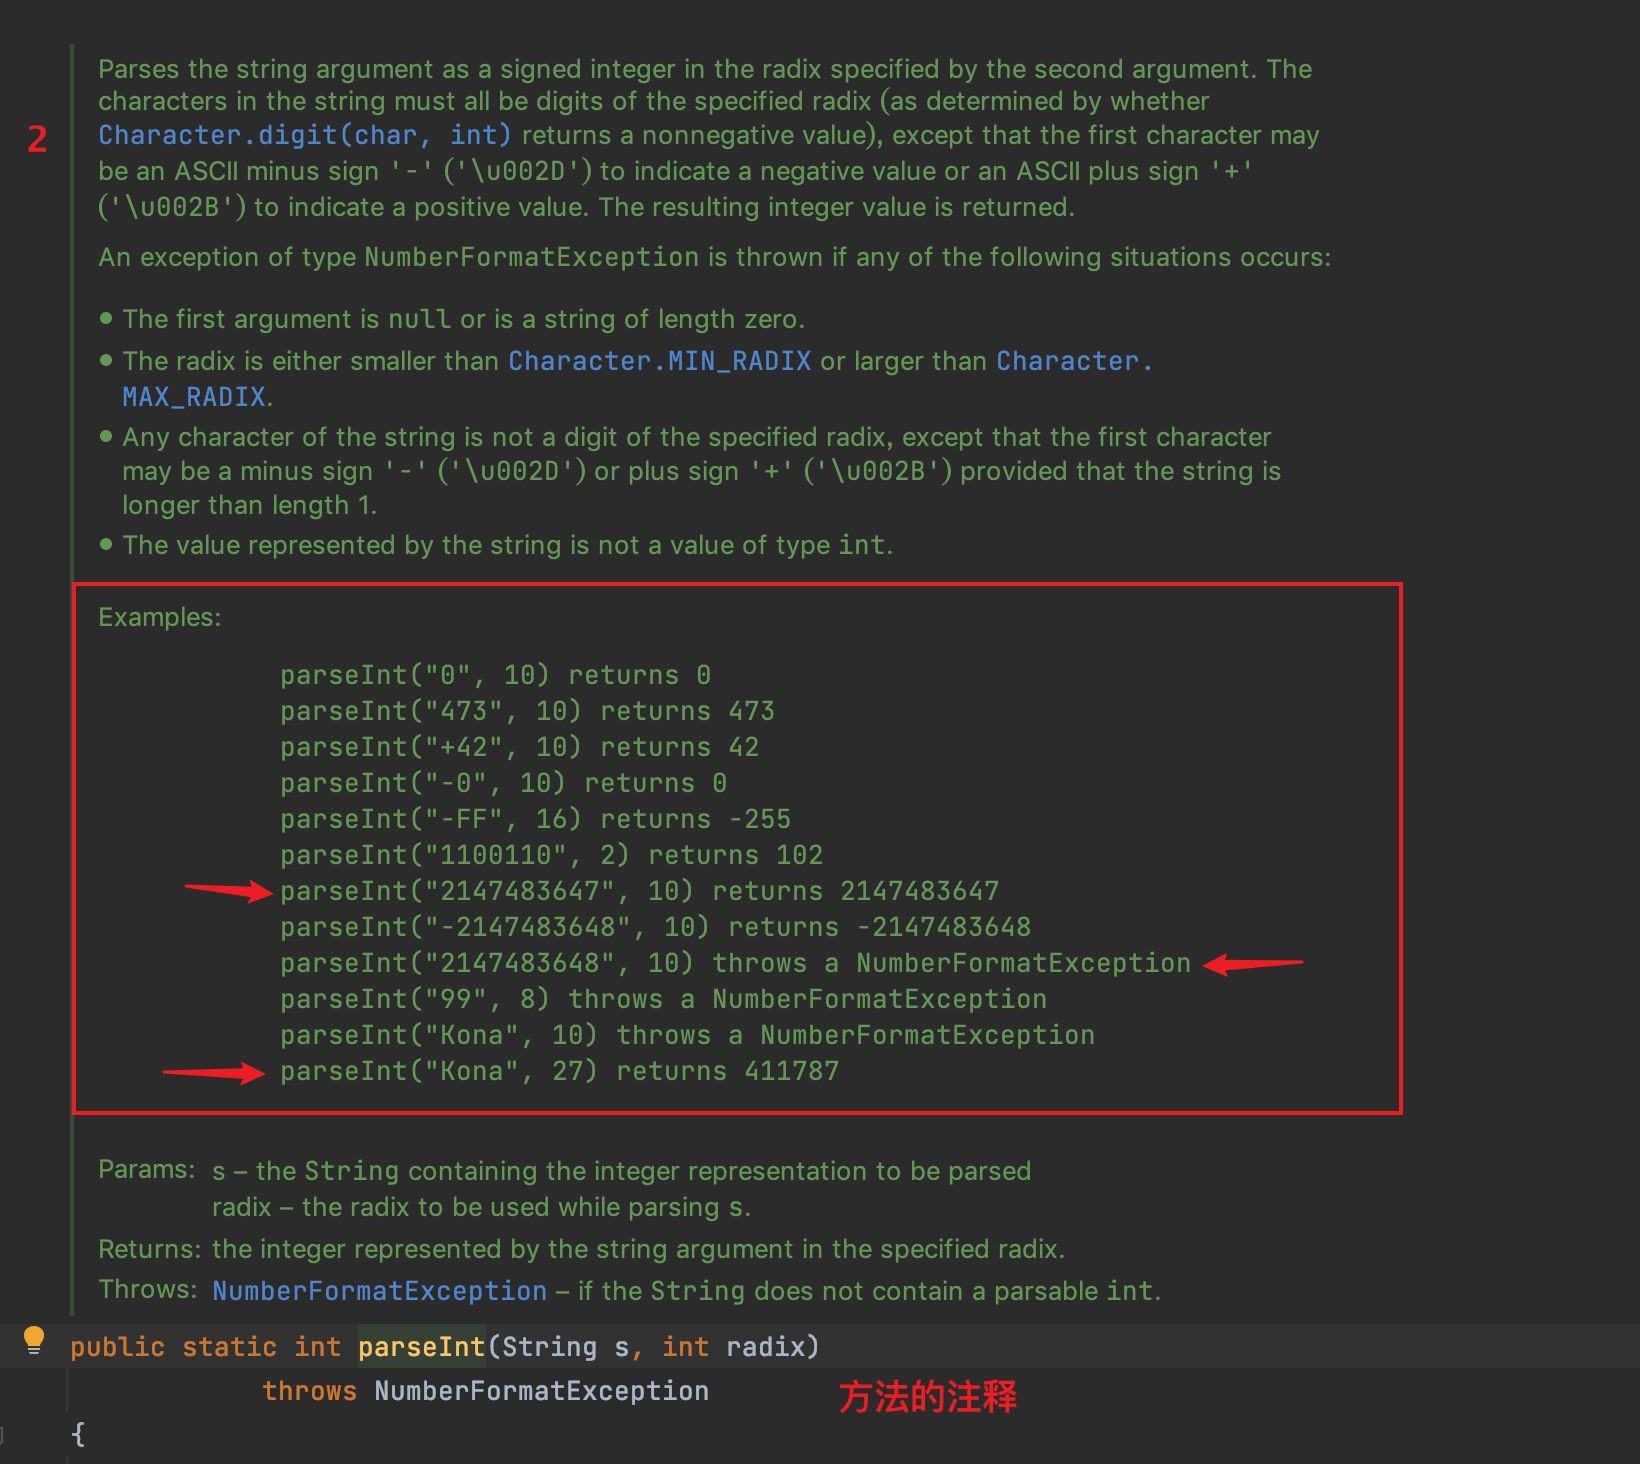 Parses the string argument as a signed integer in the radix specified by the second argument. The
characters in the string must all be digits of the specified radix (as determined by whether
2
Character.digit(char, int) returns a nonnegative value), except that the first character may
be an ASCII minus sign '-' ('\u002D') to indicate a negative value or an ASCII plus sign '+'
('\u002B') to indicate a positive value. The resulting integer value is returned.
An exception of type NumberFormatException is thrown if any of the following situations occurs:
● The first argument is null or is a string of length zero.
● The radix is either smaller than Character.MIN_RADIX or larger than Character.
MAX_RADIX.
● Any character of the string is not a digit of the specified radix, except that the first character
may be a minus sign '-' ('\u002D') or plus sign '+' ('\u002B') provided that the string is
longer than length 1.
● The value represented by the string is not a value of type int.
Examples:
parseInt("0", 10) returns 0
parseInt("473", 10) returns 473
parseInt("+42", 10) returns 42
parseInt("-0", 10) returns 0
parseInt("-FF", 16) returns -255
parseInt("1100110", 2) returns 102
parseInt("2147483647", 10) returns 2147483647
parseInt("-2147483648", 10) returns -2147483648
parseInt("2147483648", 10) throws a NumberFormatException
parseInt("99", 8) throws a NumberFormatException
parseInt("Kona", 10) throws a NumberFormatException
parseInt("Kona", 27) returns 411787
Params: s – the String containing the integer representation to be parsed
radix – the radix to be used while parsing s.
Returns: the integer represented by the string argument in the specified radix.
Throws: NumberFormatException – if the String does not contain a parsable int.
public static int parseInt(String s, int radix)
throws NumberFormatException 方法的注释
{